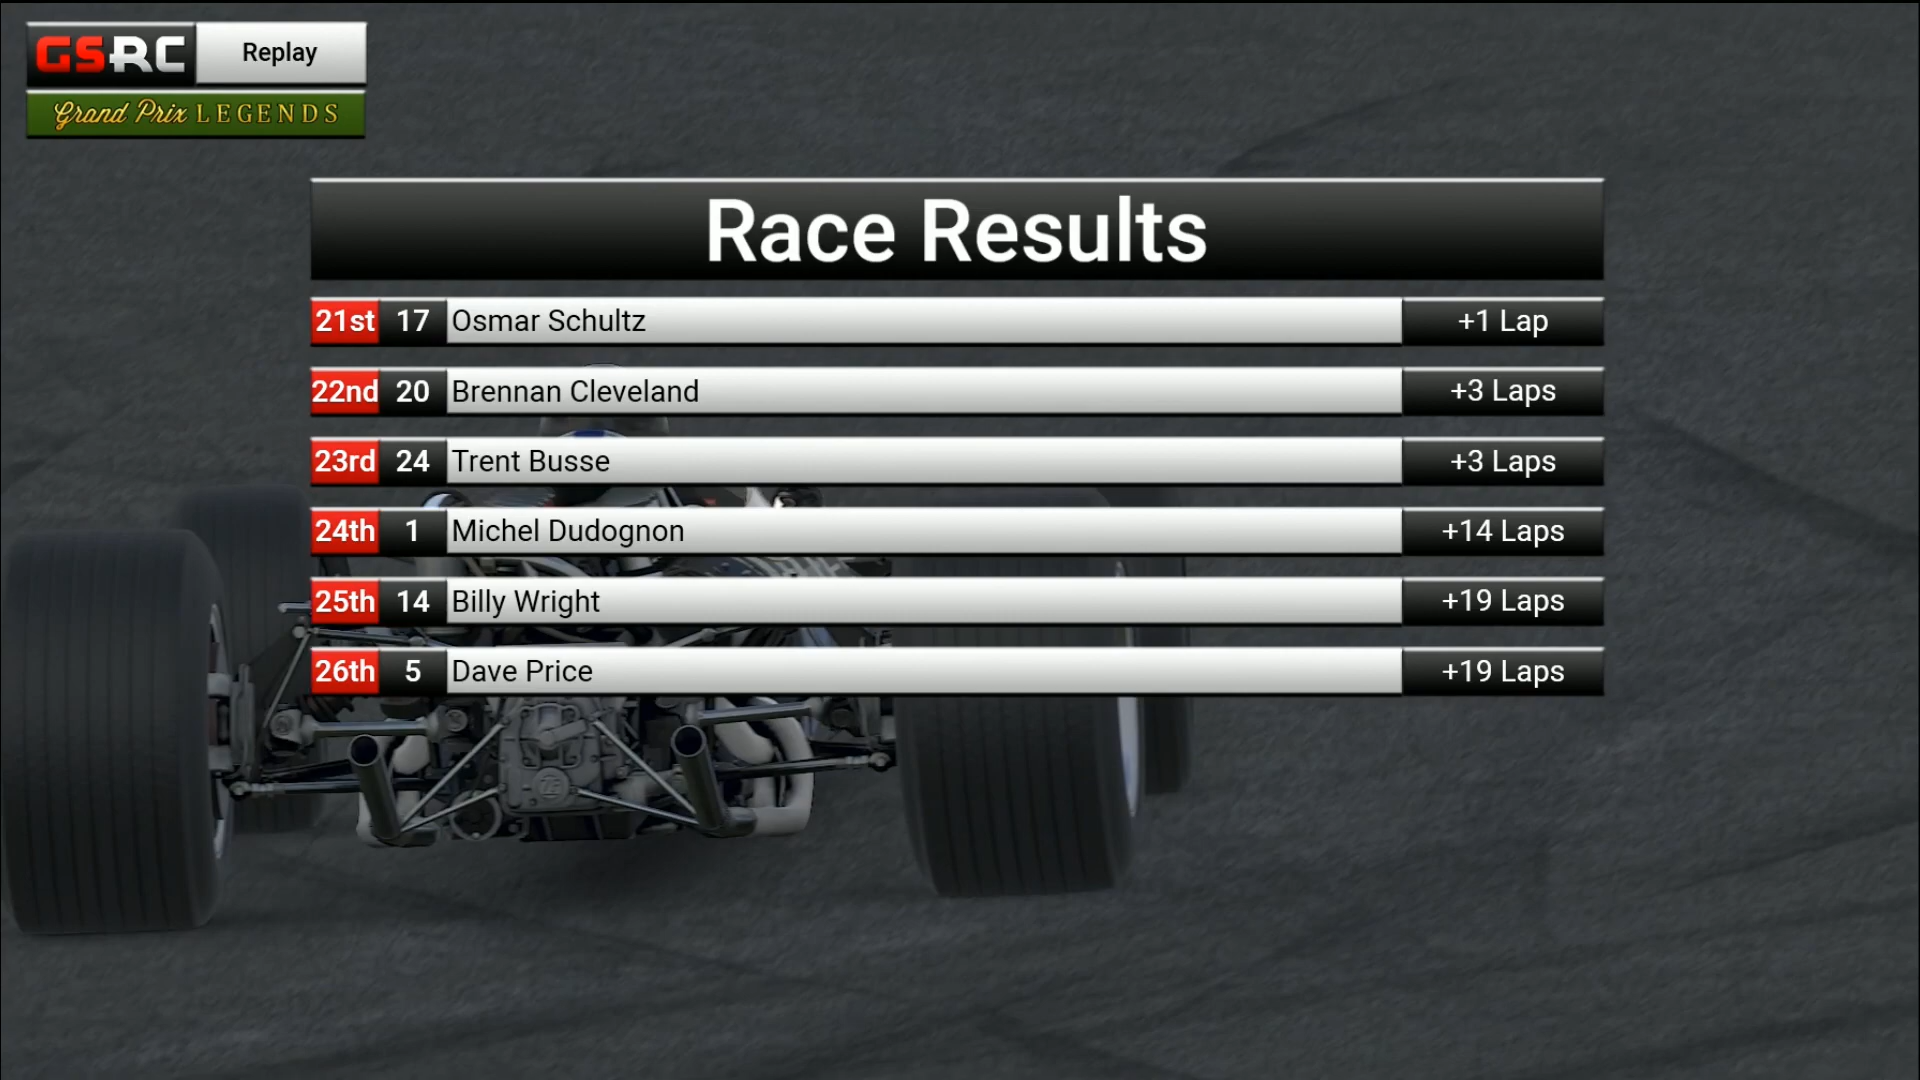 GSRC Replay
Grand Prix LEGENDS
Race Results
21st 17 Osmar Schultz +1 Lap
22nd 20 Brennan Cleveland +3 Laps
23rd 24 Trent Busse +3 Laps
24th 1 Michel Dudognon +14 Laps
25th 14 Billy Wright +19 Laps
26th 5 Dave Price +19 Laps
ZF